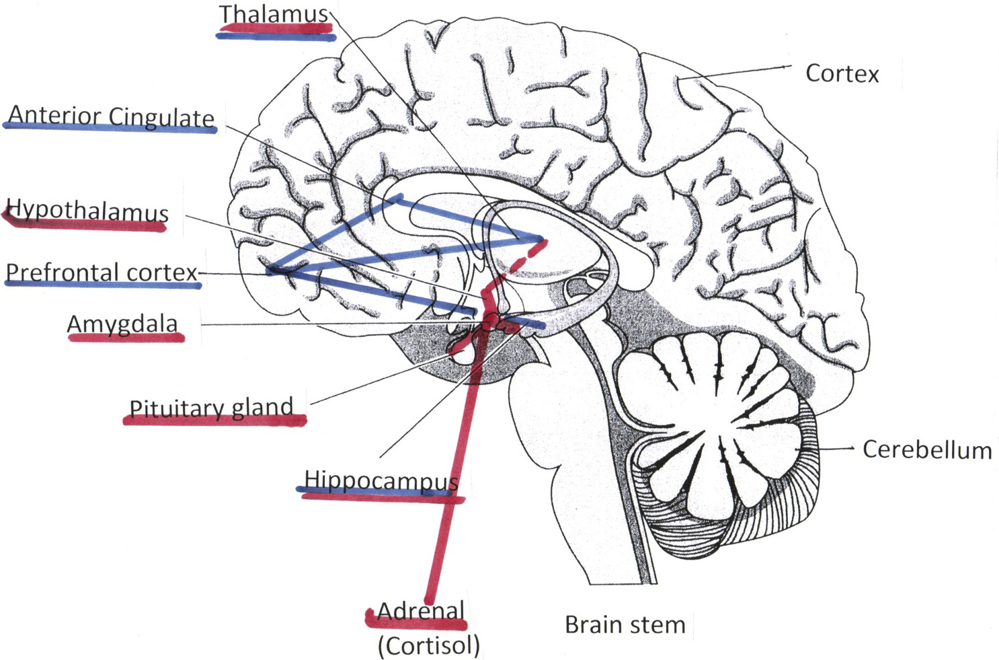 Thalamus
Cortex
Anterior Cingulate
Hypothalamus
Prefrontal cortex
Amygdala
Pituitary gland
Hippocampus
Cerebellum
Adrenal
(Cortisol)
Brain stem